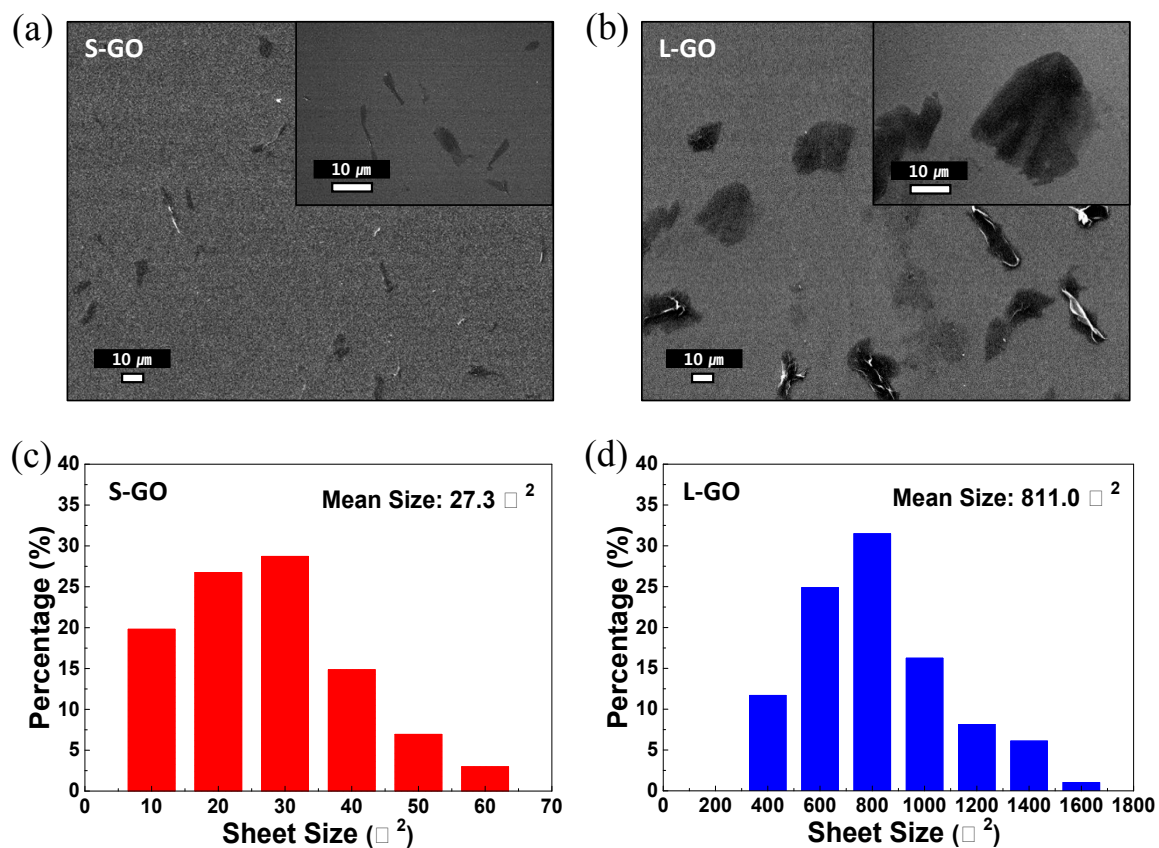 (a)
S-GO
10 ㎛
10 ㎛
(b)
L-GO
10 ㎛
10 ㎛
(c)
S-GO
Mean Size: 27.3 □ ²
Percentage (%)
40
35
30
25
20
15
10
5
0
0 10 20 30 40 50 60 70
Sheet Size (□ ²)
(d)
L-GO
Mean Size: 811.0 □ ²
Percentage (%)
40
35
30
25
20
15
10
5
0
0 200 400 600 800 1000 1200 1400 1600 1800
Sheet Size (□ ²)